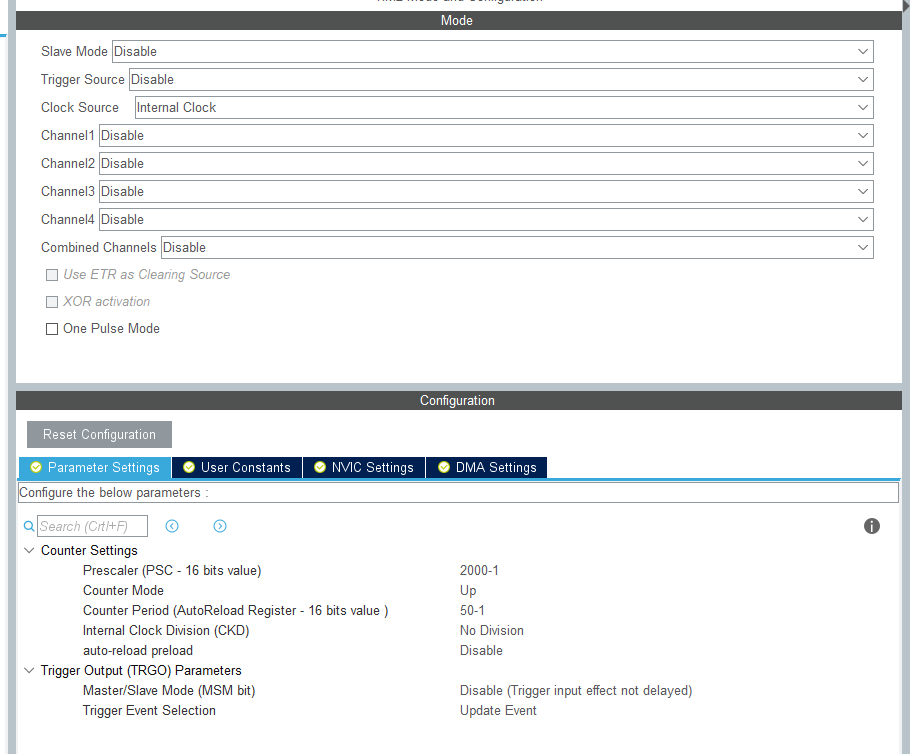 Mode
Slave Mode Disable
Trigger Source Disable
Clock Source Internal Clock
Channel1 Disable
Channel2 Disable
Channel3 Disable
Channel4 Disable
Combined Channels Disable
Use ETR as Clearing Source
XOR activation
One Pulse Mode
Configuration
Reset Configuration
Parameter Settings User Constants NVIC Settings DMA Settings
Configure the below parameters :
Search (Crtl+F)
Counter Settings
Prescaler (PSC - 16 bits value) 2000-1
Counter Mode Up
Counter Period (AutoReload Register - 16 bits value ) 50-1
Internal Clock Division (CKD) No Division
auto-reload preload Disable
Trigger Output (TRGO) Parameters
Master/Slave Mode (MSM bit) Disable (Trigger input effect not delayed)
Trigger Event Selection Update Event